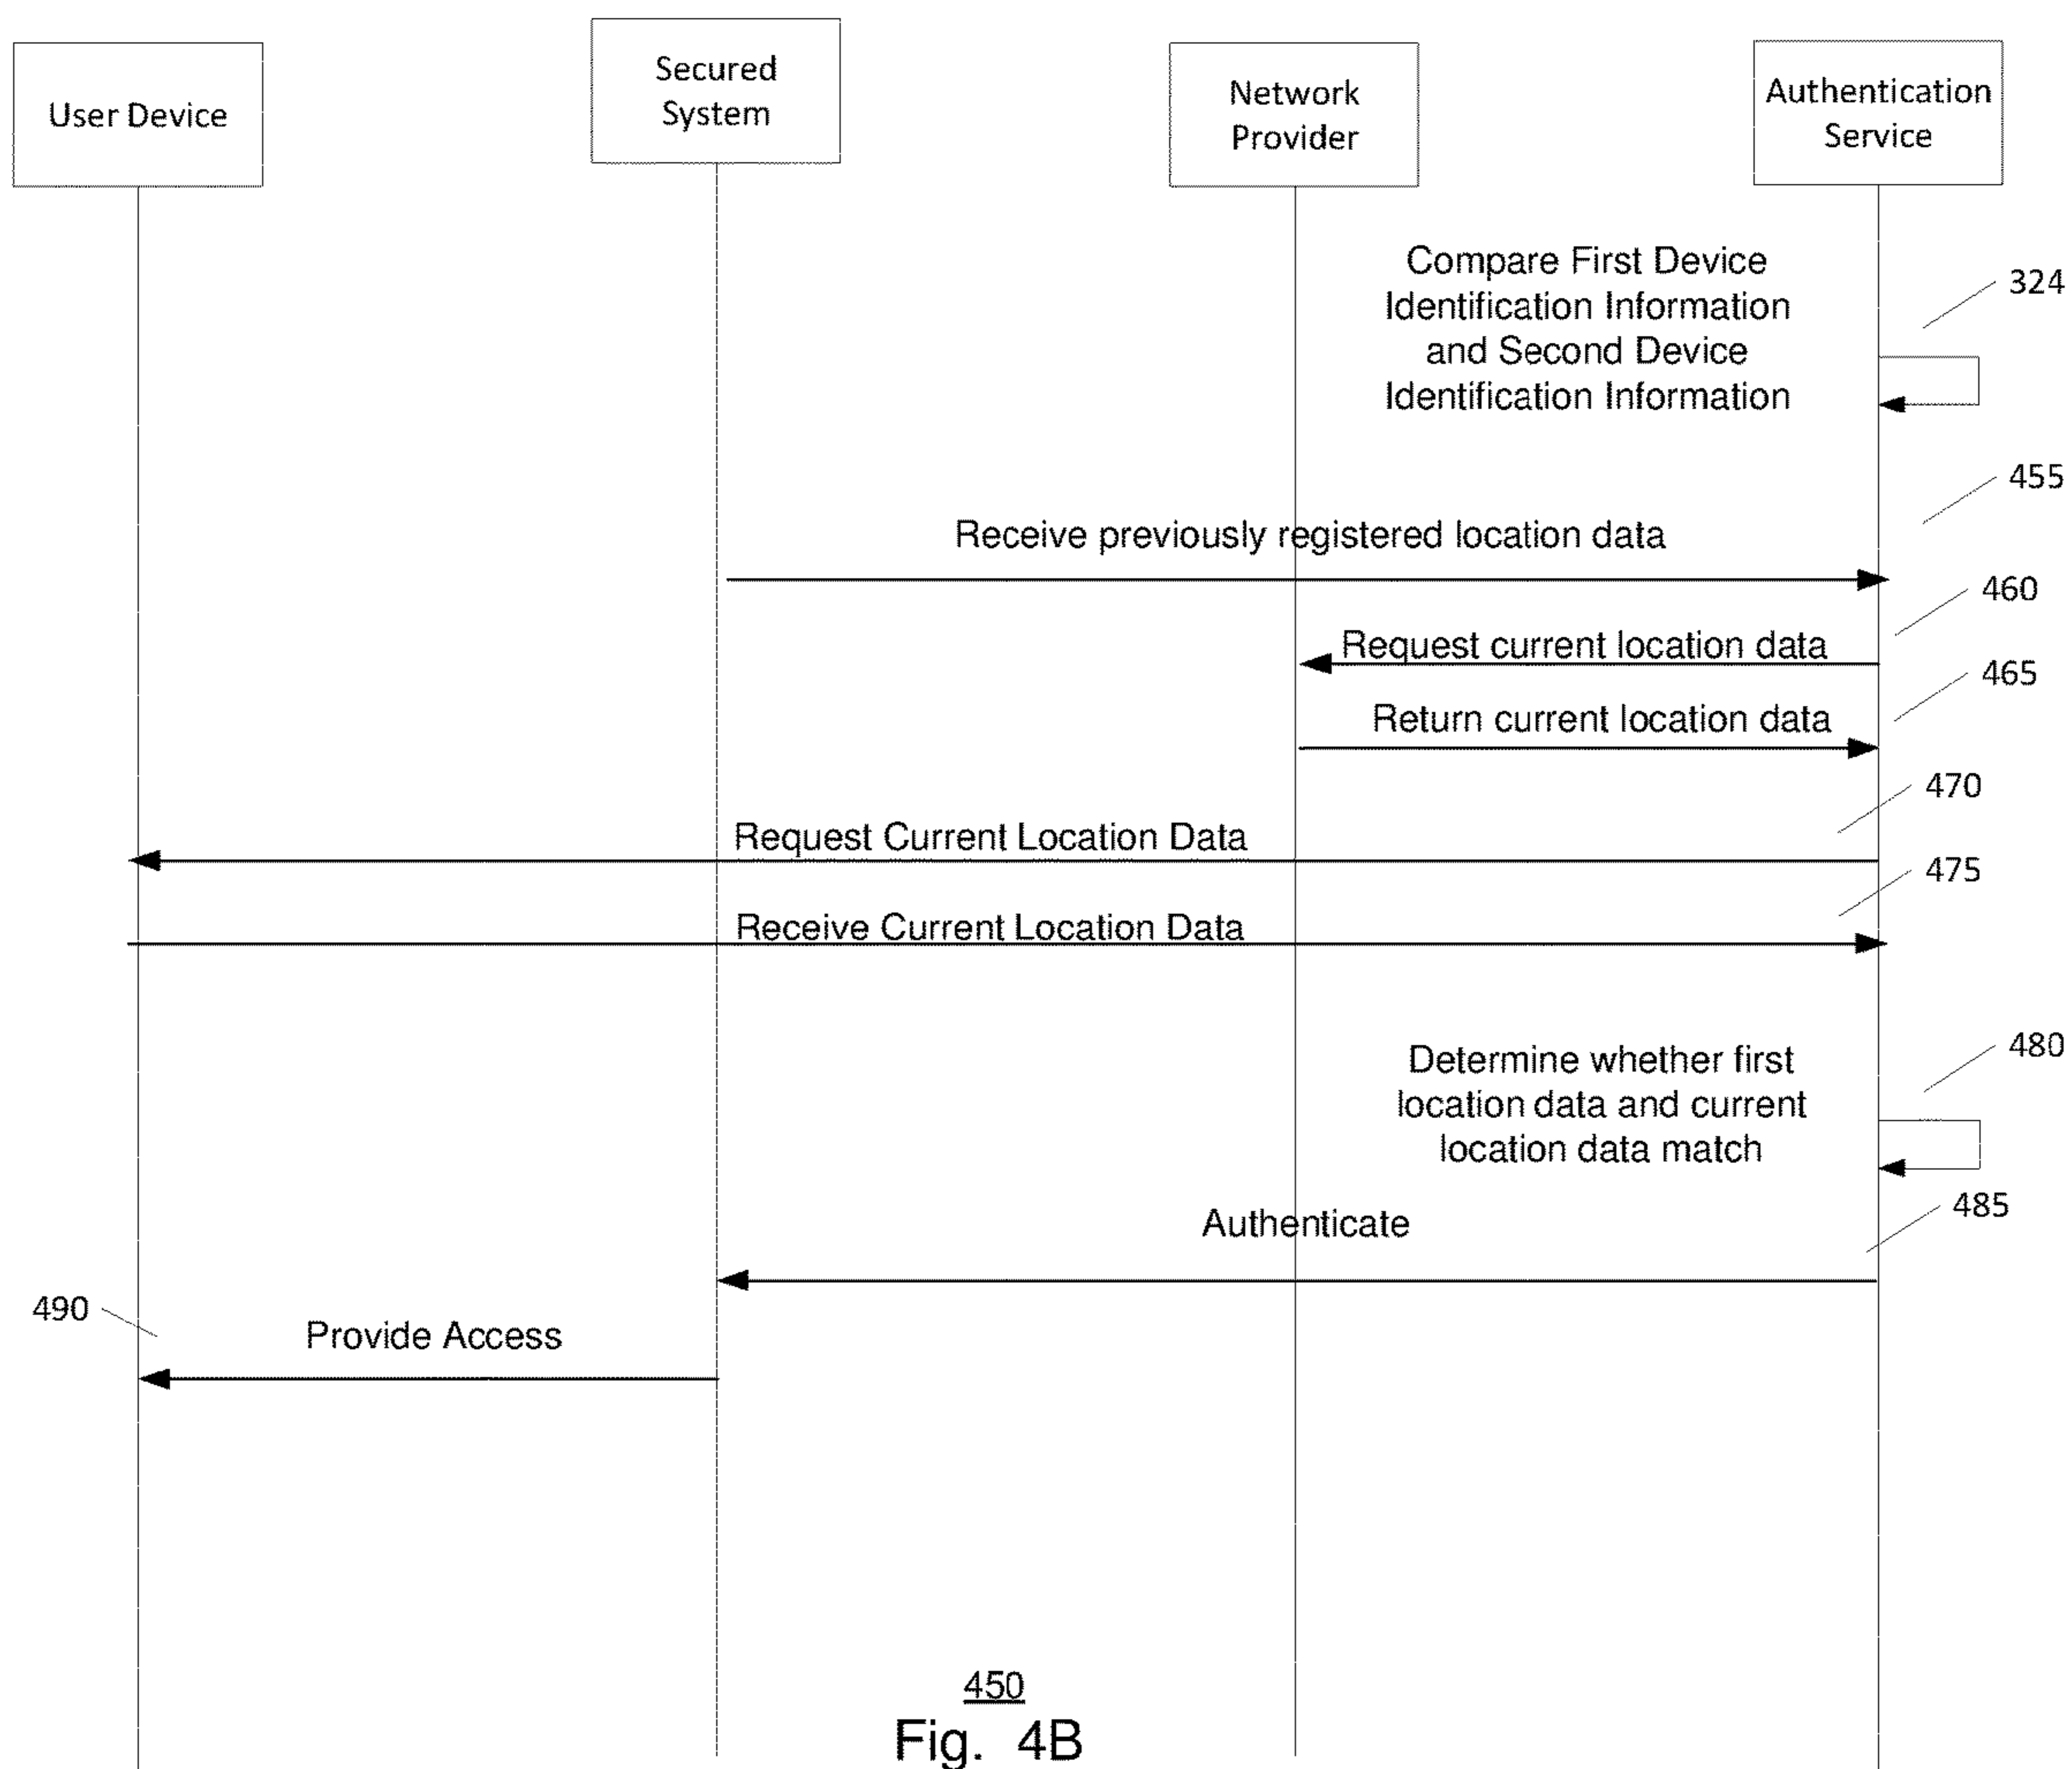 User Device
Secured
System
Network
Provider
Authentication
Service
Compare First Device
Identification Information
and Second Device
Identification Information
324
455
Receive previously registered location data
460
Request current location data
465
Return current location data
470
Request Current Location Data
475
Receive Current Location Data
480
Determine whether first
location data and current
location data match
485
Authenticate
490
Provide Access
450
Fig. 4B